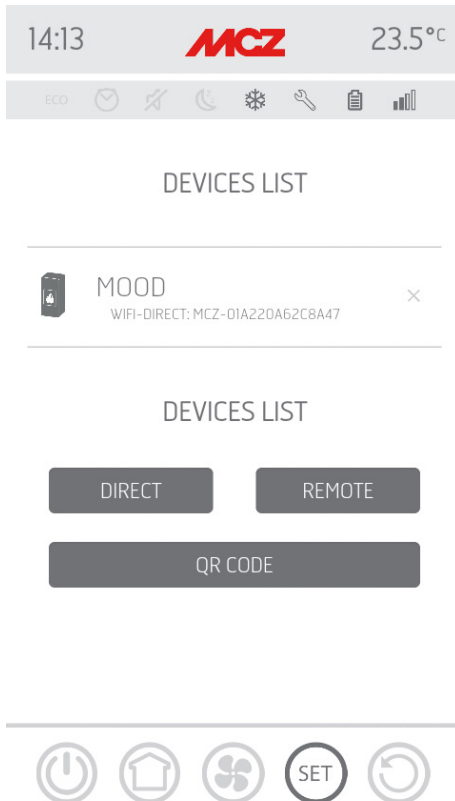 14:13 MCZ 23.5°C
ECO
DEVICES LIST
MOOD
WIFI-DIRECT: MCZ-01A220A62C8A47
DEVICES LIST
DIRECT REMOTE
QR CODE
SET